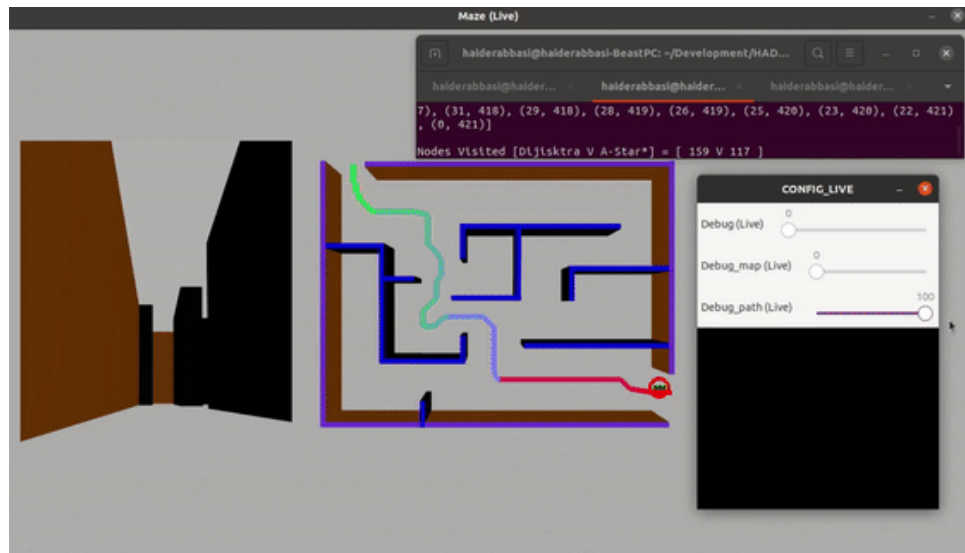 Maze (Live)
haiderabbasi@haiderabbasi-BeastPC: ~/Development/HAD...
haiderabbasi@haider... haiderabbasi@haider... haiderabbasi@haider...
7), (31, 418), (29, 418), (28, 419), (26, 419), (25, 420), (23, 420), (22, 421)
, (0, 421)]
Nodes Visited [Dijisktra V A-Star*] = [ 159 V 117 ]
CONFIG_LIVE
0
Debug (Live)
0
Debug_map (Live)
100
Debug_path (Live)